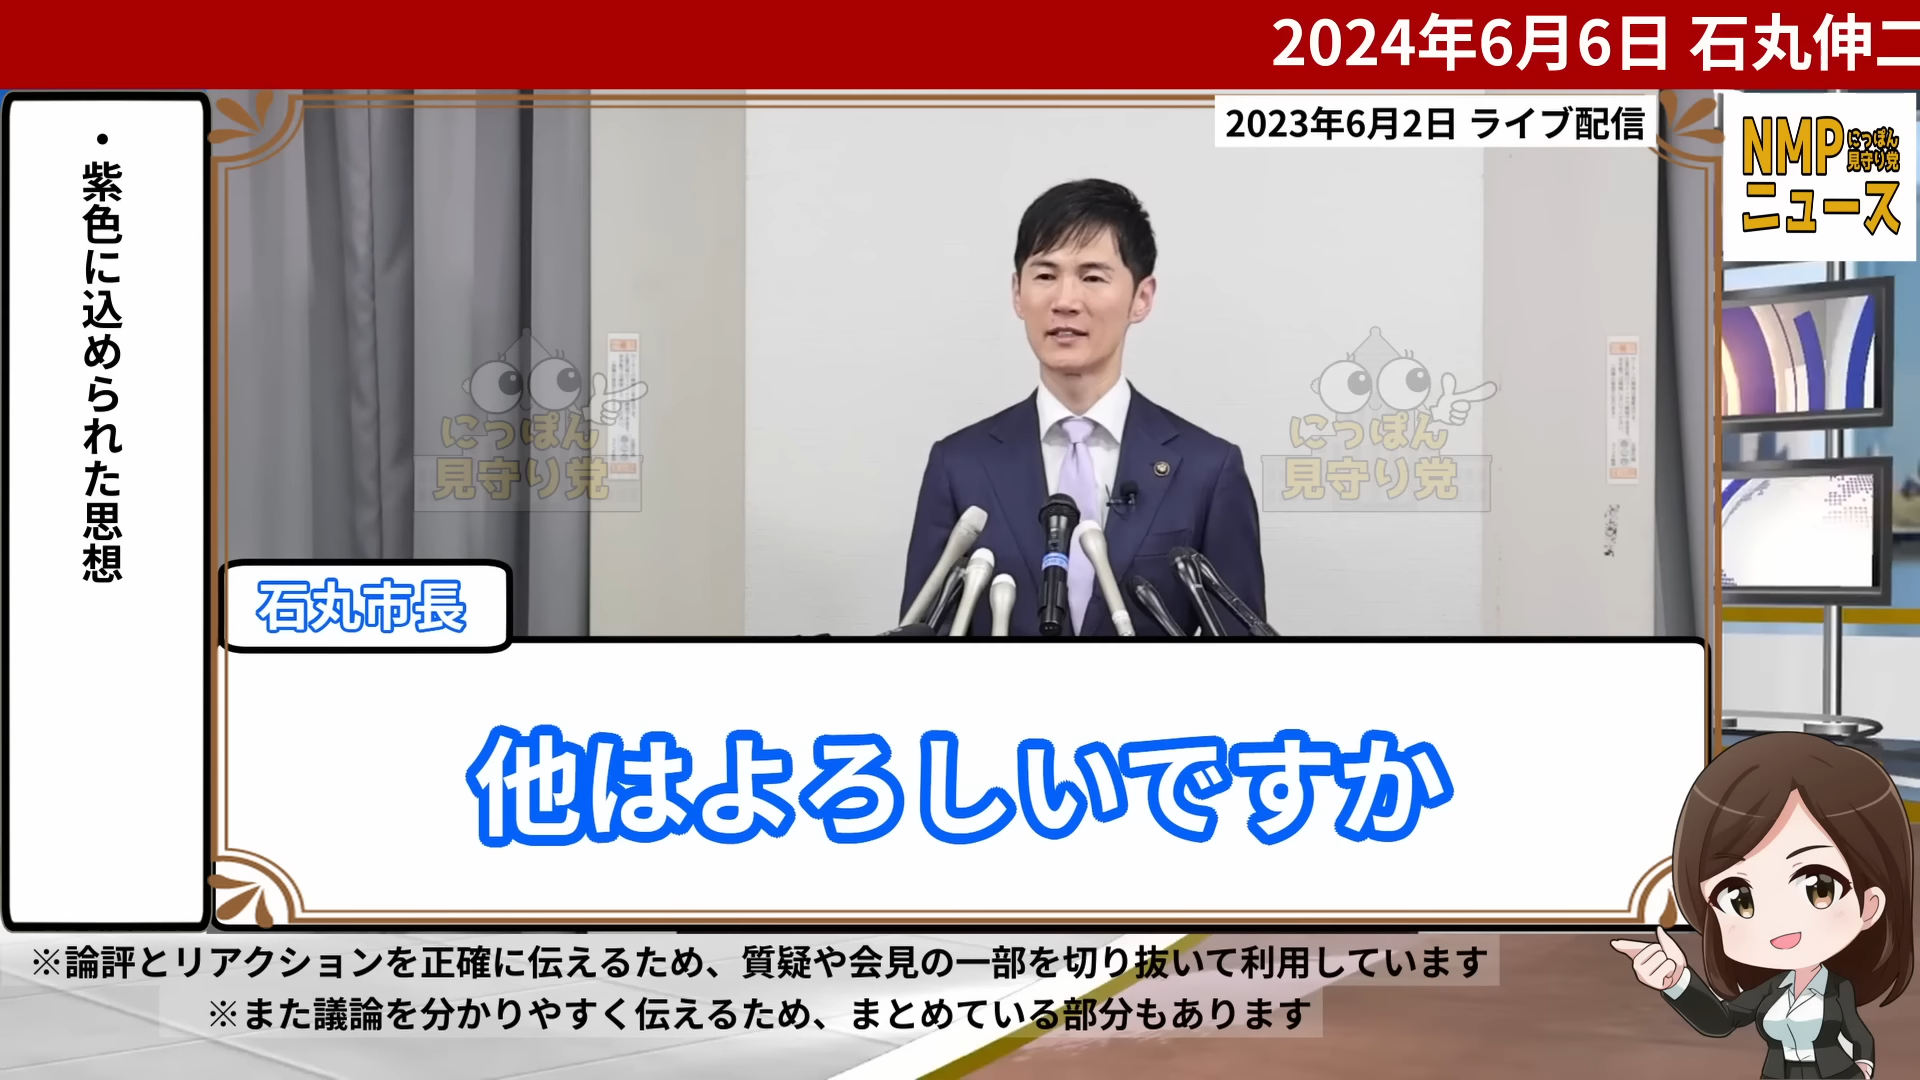 2024年6月6日 石丸伸二
2023年6月2日 ライブ配信
NMP
にっぽん
見守り党
ニュース
・紫色に込められた思想
にっぽん
見守り党
にっぽん
見守り党
石丸市長
他はよろしいですか
※論評とリアクションを正確に伝えるため、質疑や会見の一部を切り抜いて利用しています
※また議論を分かりやすく伝えるため、まとめている部分もあります